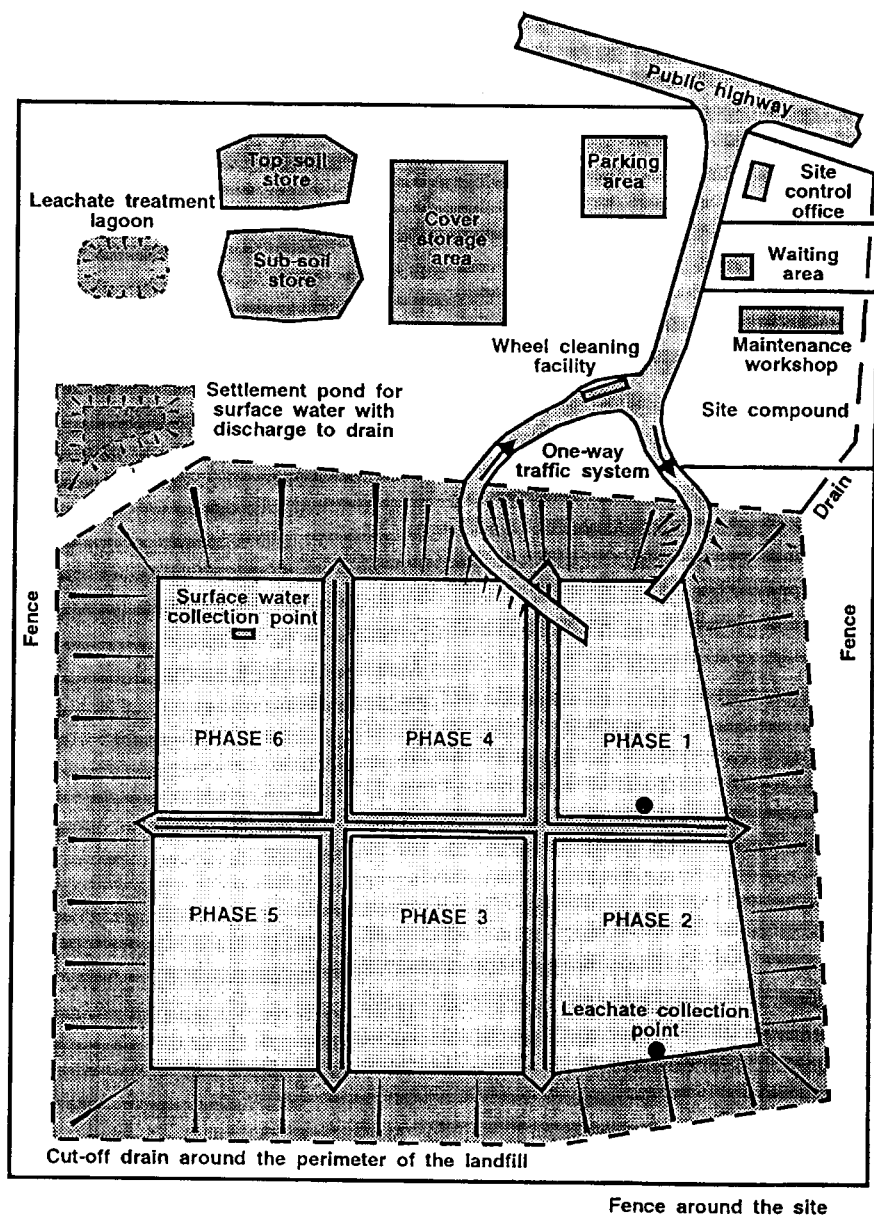 Public highway
Top soil
store
Parking
area
Site
control
office
Leachate treatment
lagoon
Cover
storage
area
Sub-soil
store
Waiting
area
Wheel cleaning
facility
Maintenance
workshop
Settlement pond for
surface water with
discharge to drain
Site compound
One-way
traffic system
Drain
Fence
Surface water
collection point
Fence
PHASE 6
PHASE 4
PHASE 1
PHASE 5
PHASE 3
PHASE 2
Leachate collection
point
Cut-off drain around the perimeter of the landfill
Fence around the site